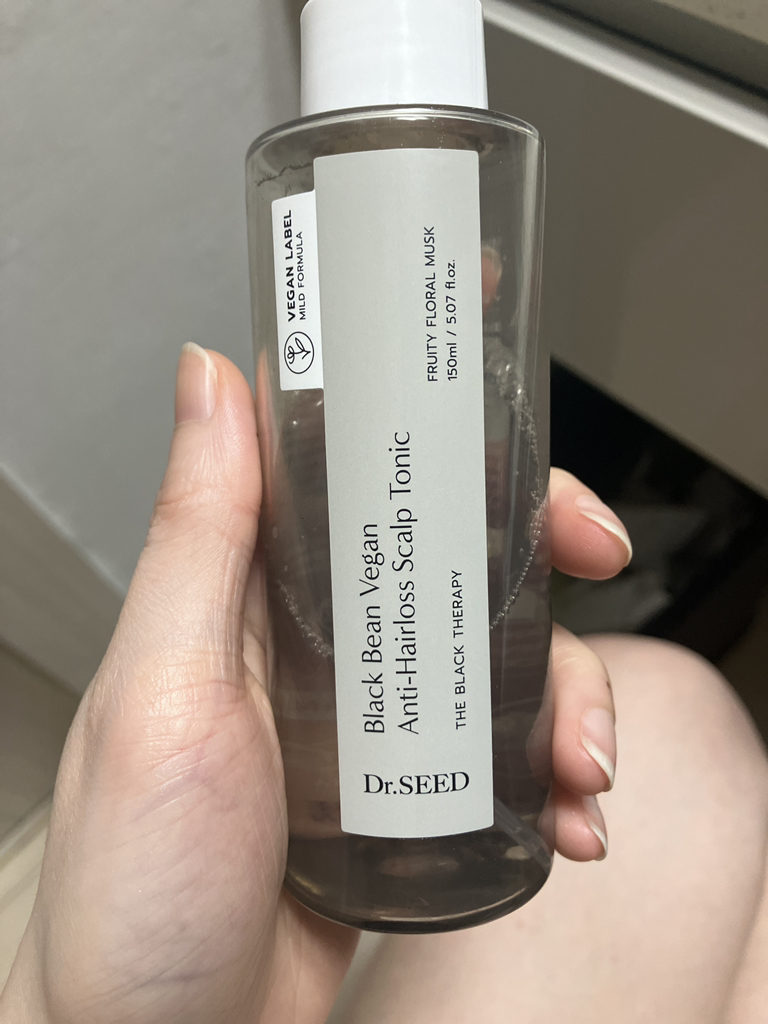 VEGAN LABEL
MILD FORMULA
FRUITY FLORAL MUSK
150ml / 5.07 fl.oz.
Black Bean Vegan
Anti-Hairloss Scalp Tonic
THE BLACK THERAPY
Dr.SEED